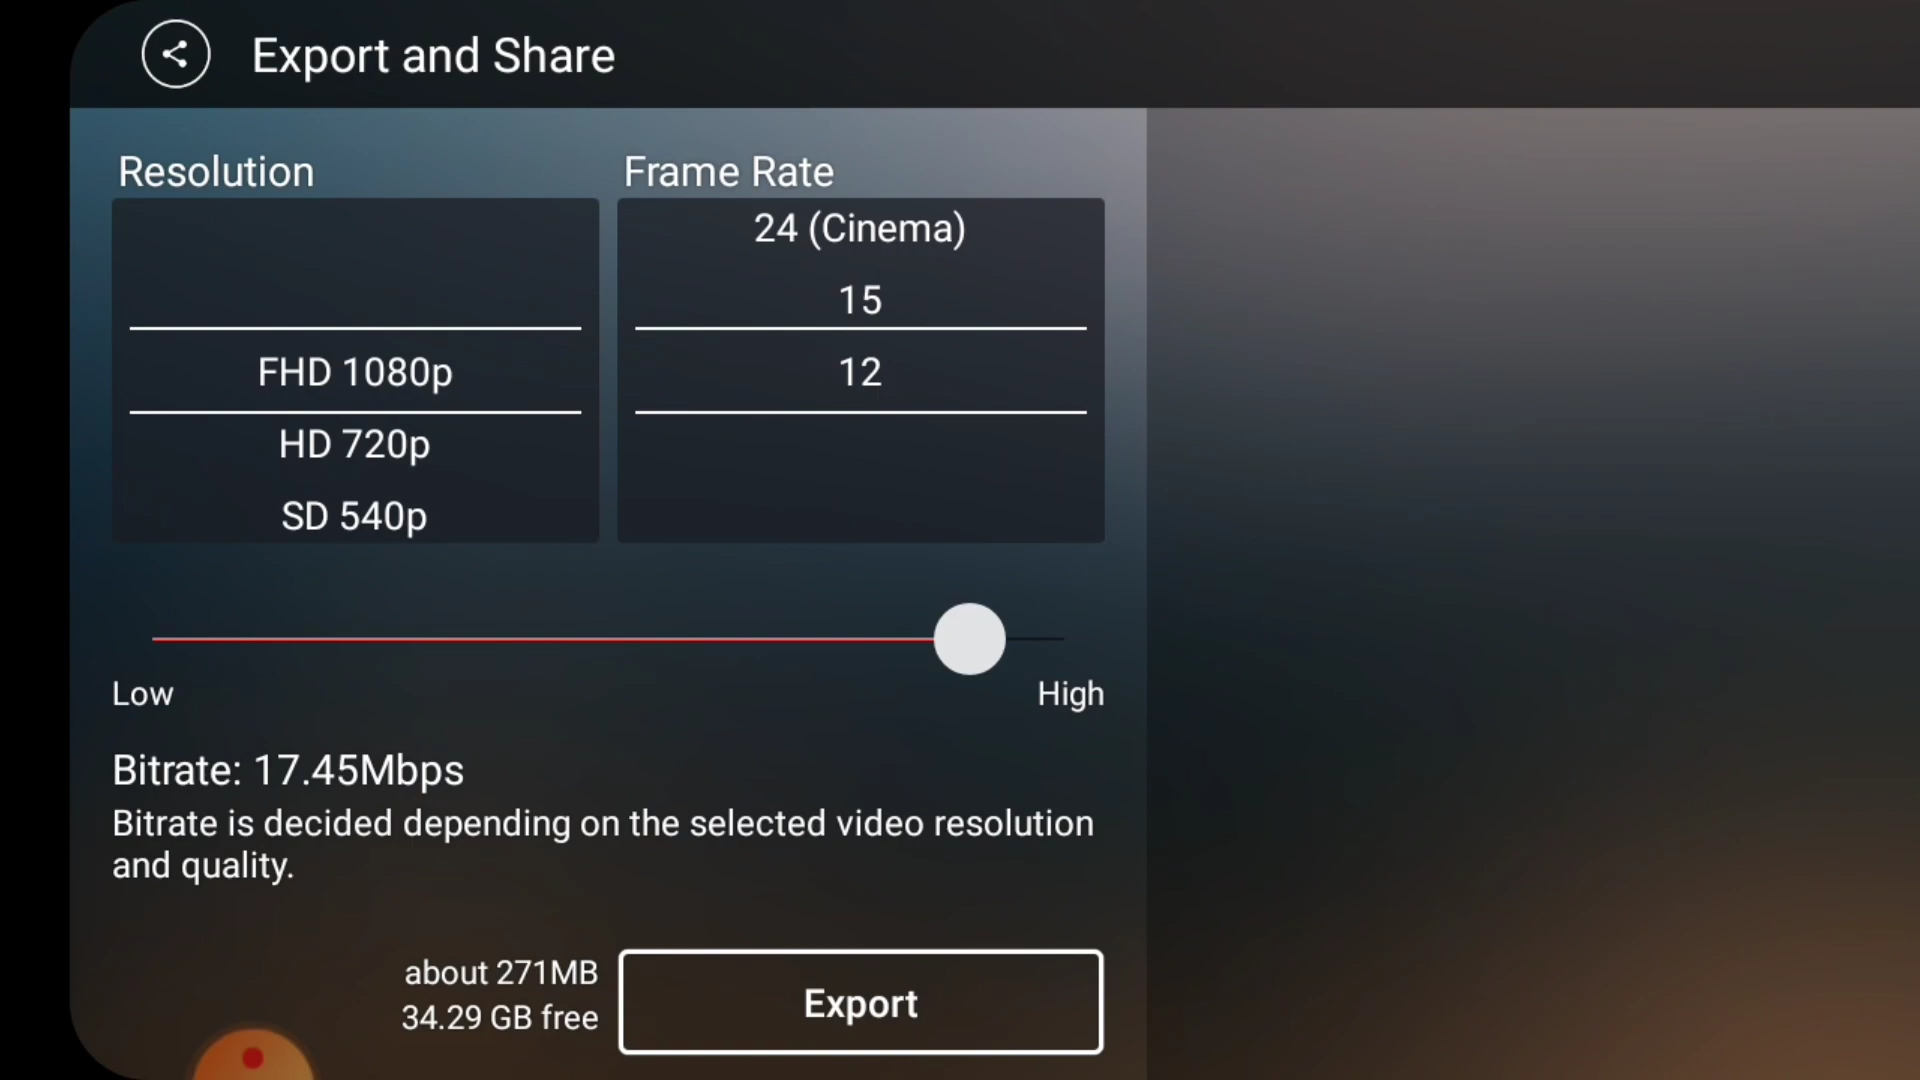 Export and Share
Resolution
Frame Rate
24 (Cinema)
15
FHD 1080p
12
HD 720p
SD 540p
Low
High
Bitrate: 17.45Mbps
Bitrate is decided depending on the selected video resolution
and quality.
about 271MB
34.29 GB free
Export